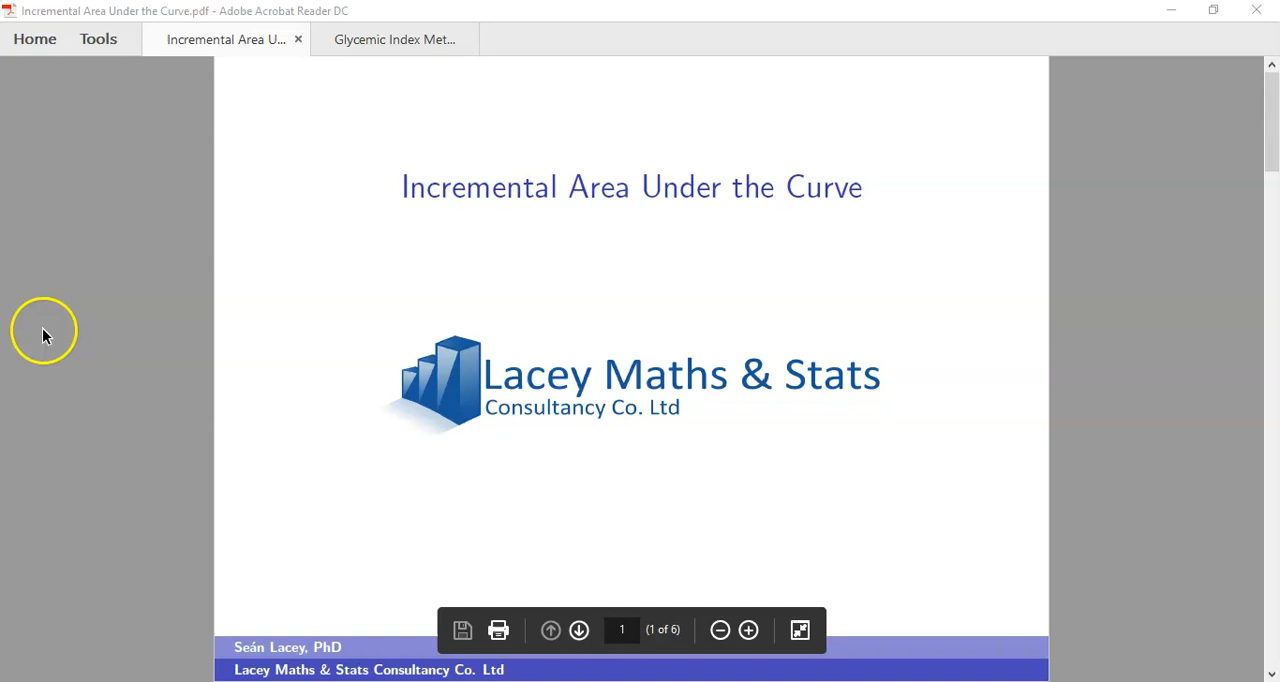 Incremental Area Under the Curve.pdf - Adobe Acrobat Reader DC
Home Tools Incremental Area U... × Glycemic Index Met...
Incremental Area Under the Curve
Lacey Maths & Stats
Consultancy Co. Ltd
1 (1 of 6)
Seán Lacey, PhD
Lacey Maths & Stats Consultancy Co. Ltd